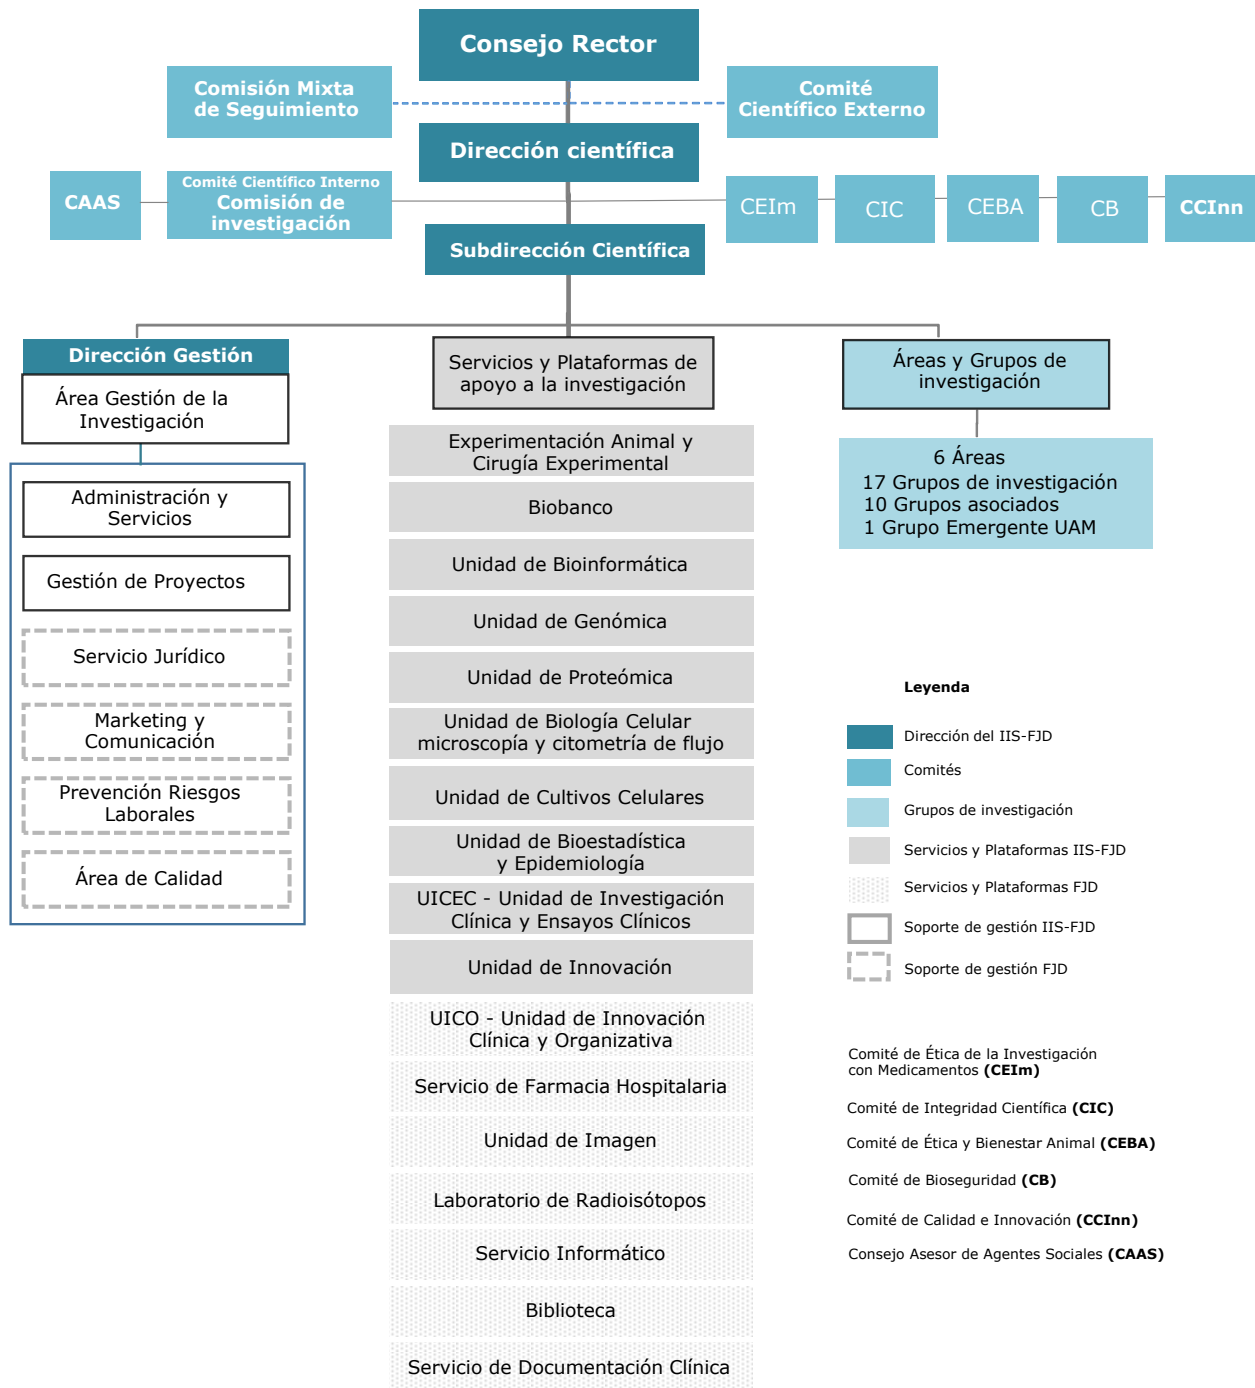 Consejo Rector
Comisión Mixta
de Seguimiento
Comité
Científico Externo
Dirección científica
CAAS
Comité Científico Interno
Comisión de
investigación
CEIm
CIC
CEBA
CB
CCInn
Subdirección Científica
Dirección Gestión
Área Gestión de la
Investigación
Administración y
Servicios
Gestión de Proyectos
Servicio Jurídico
Marketing y
Comunicación
Prevención Riesgos
Laborales
Área de Calidad
Servicios y Plataformas de
apoyo a la investigación
Experimentación Animal y
Cirugía Experimental
Biobanco
Unidad de Bioinformática
Unidad de Genómica
Unidad de Proteómica
Unidad de Biología Celular
microscopía y citometría de flujo
Unidad de Cultivos Celulares
Unidad de Bioestadística
y Epidemiología
UICEC - Unidad de Investigación
Clínica y Ensayos Clínicos
Unidad de Innovación
UICO - Unidad de Innovación
Clínica y Organizativa
Servicio de Farmacia Hospitalaria
Unidad de Imagen
Laboratorio de Radioisótopos
Servicio Informático
Biblioteca
Servicio de Documentación Clínica
Áreas y Grupos de
investigación
6 Áreas
17 Grupos de investigación
10 Grupos asociados
1 Grupo Emergente UAM
Leyenda
Dirección del IIS-FJD
Comités
Grupos de investigación
Servicios y Plataformas IIS-FJD
Servicios y Plataformas FJD
Soporte de gestión IIS-FJD
Soporte de gestión FJD
Comité de Ética de la Investigación
con Medicamentos (CEIm)
Comité de Integridad Científica (CIC)
Comité de Ética y Bienestar Animal (CEBA)
Comité de Bioseguridad (CB)
Comité de Calidad e Innovación (CCInn)
Consejo Asesor de Agentes Sociales (CAAS)